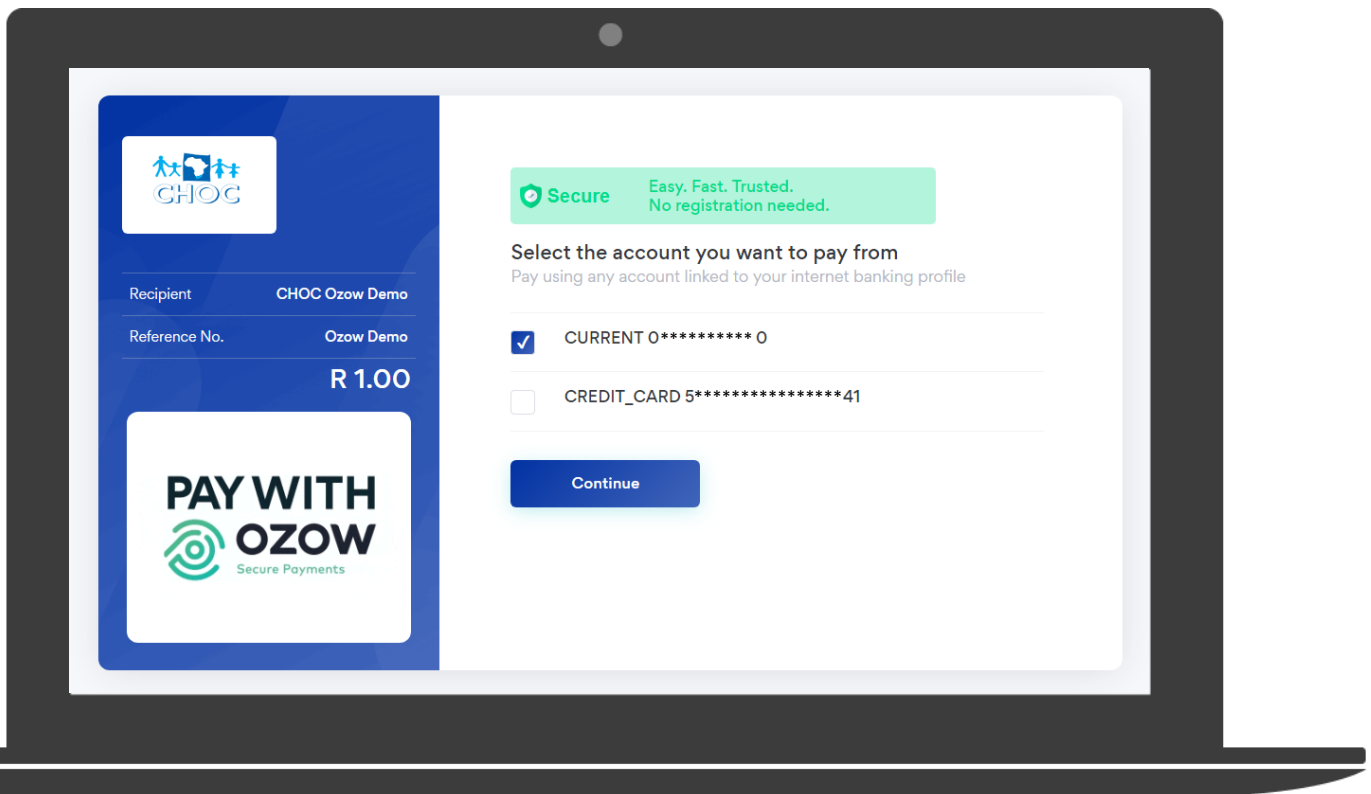 CHOC
Recipient CHOC Ozow Demo
Reference No. Ozow Demo
R 1.00
PAY WITH
OZOW
Secure Payments
Secure
Easy. Fast. Trusted.
No registration needed.
Select the account you want to pay from
Pay using any account linked to your internet banking profile
CURRENT 0********** 0
CREDIT_CARD 5****************41
Continue